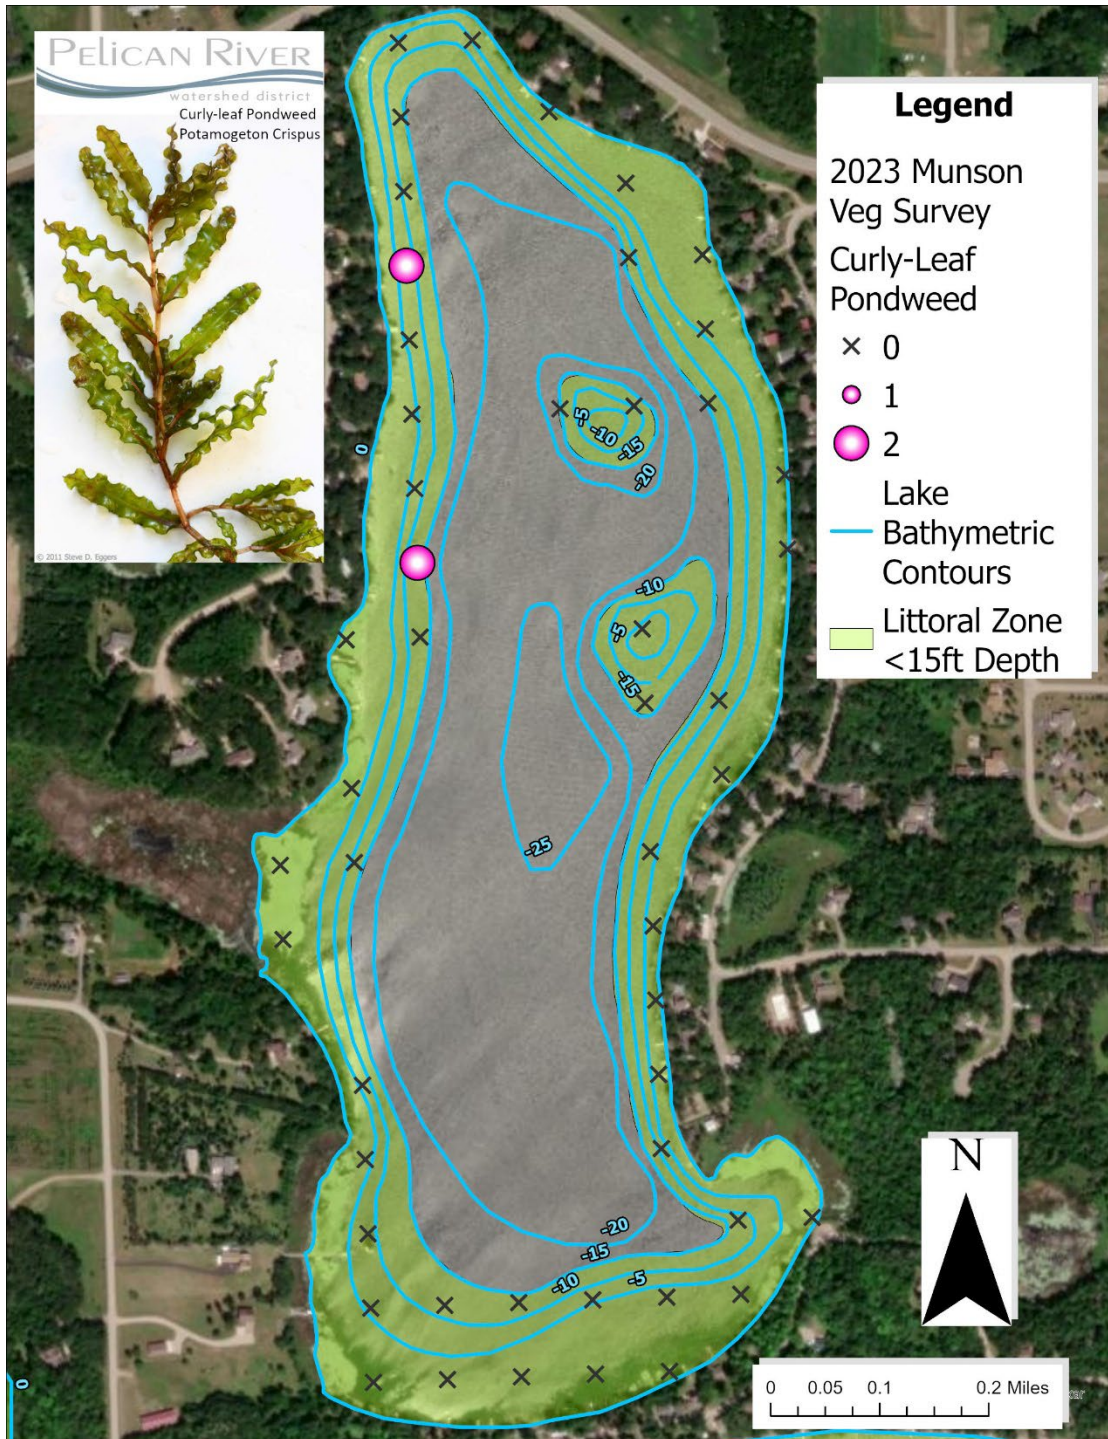 PELICAN RIVER
watershed district
Curly-leaf Pondweed
Potamogeton Crispus
© 2011 Steve D. Eggers
Legend
2023 Munson
Veg Survey
Curly-Leaf
Pondweed
0
1
2
Lake
Bathymetric
Contours
Littoral Zone
<15ft Depth
0
-5
-10
-15
-20
-10
-5
-15
-25
-20
-15
-10
-5
0
N
0 0.05 0.1 0.2 Miles